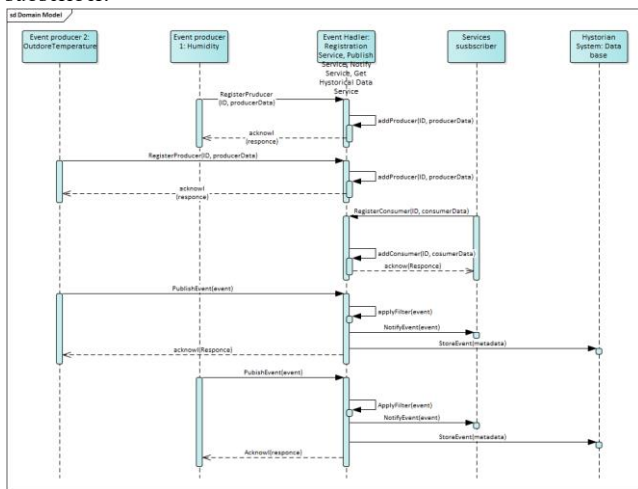 sd Domain Model
Event producer 2:
OutdoreTemperature
Event producer
1: Humidity
Event Hadler:
Registration
Service, Publish
Service, Notify
Service, Get
Hystorical Data
Service
Services
susbscriber
Hystorian
System: Data
base
RegisterPruducer
(ID, producerData)
addProducer(ID, producerData)
acknowl
(responce)
RegisterProducer(ID, producerData)
addProducer(ID, producerData)
acknowl
(responce)
RegisterConsumer(ID, consumerData)
addConsumer(ID, cosumerData)
acknow(Responce)
PublishEvent(event)
applyFilter(event)
NotifyEvent(event)
StoreEvent(metadata)
acknowl(Responce)
PubishEvent(event)
ApplyFilter(event)
NotifyEvent(event)
StoreEvent(metadata)
Acknowl(responce)